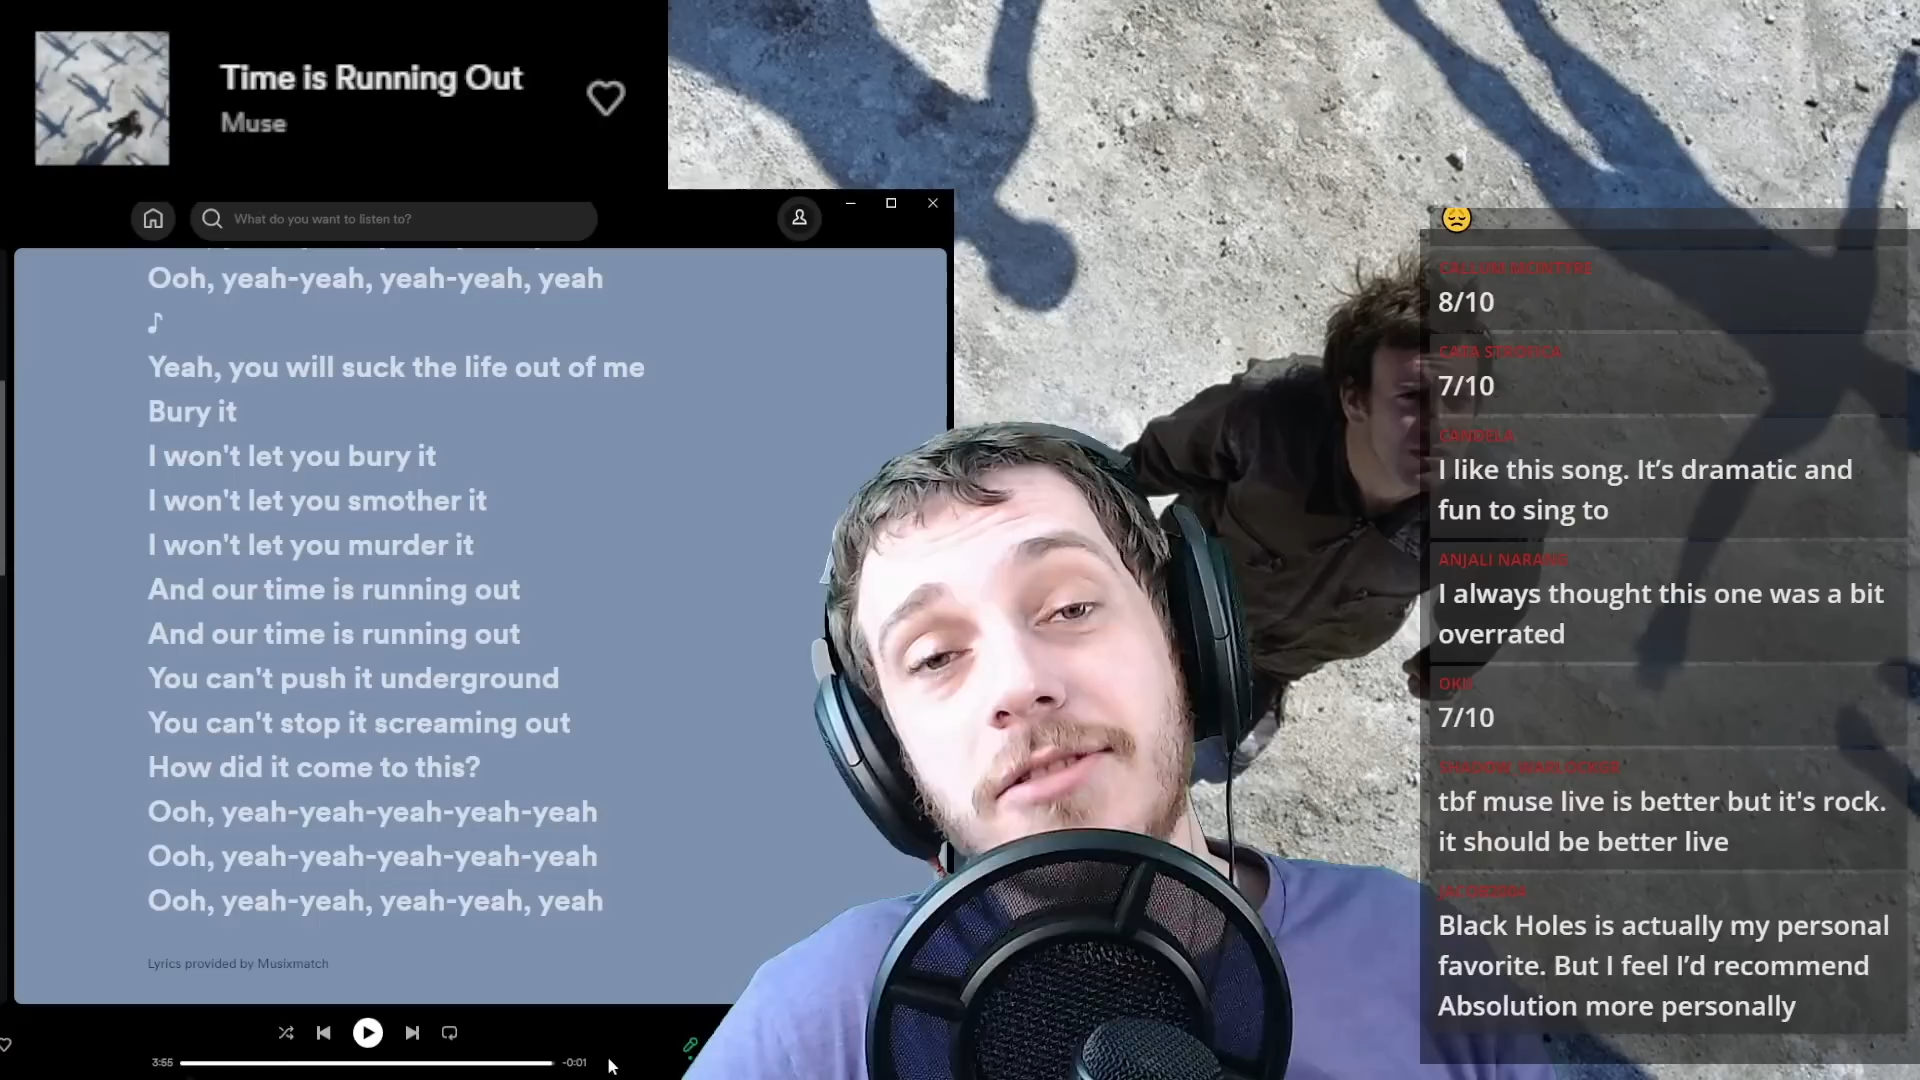 Time is Running Out
Muse
What do you want to listen to?
Ooh, yeah-yeah, yeah-yeah, yeah
Yeah, you will suck the life out of me
Bury it
I won't let you bury it
I won't let you smother it
I won't let you murder it
And our time is running out
And our time is running out
You can't push it underground
You can't stop it screaming out
How did it come to this?
Ooh, yeah-yeah-yeah-yeah-yeah
Ooh, yeah-yeah-yeah-yeah-yeah
Ooh, yeah-yeah, yeah-yeah, yeah
Lyrics provided by Musixmatch
3:55
-0:01
CALLUM MCINTYRE
8/10
7/10
CANDELA
I like this song. It’s dramatic and
fun to sing to
ANJALI NARANG
I always thought this one was a bit
overrated
7/10
tbf muse live is better but it's rock.
it should be better live
Black Holes is actually my personal
favorite. But I feel I’d recommend
Absolution more personally